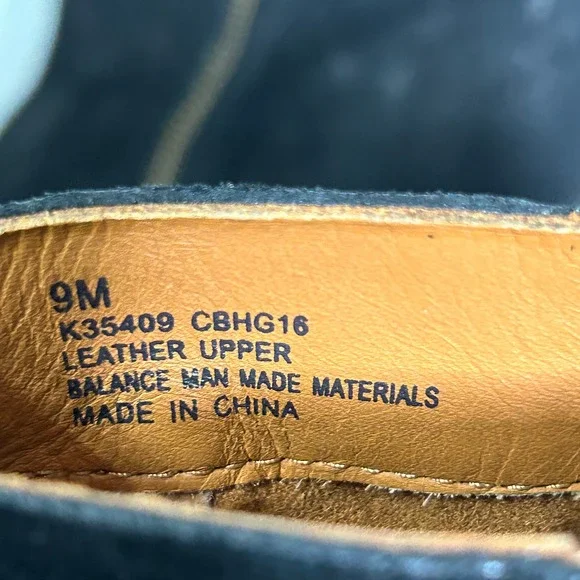 9M
K35409 CBHG16
LEATHER UPPER
BALANCE MAN MADE MATERIALS
MADE IN CHINA